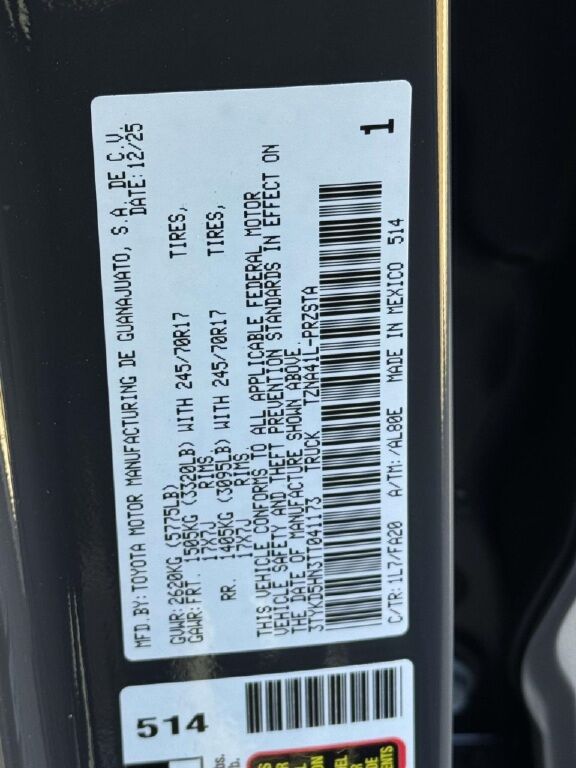 MFD.BY: TOYOTA MOTOR MANUFACTURING DE GUANAJUATO, S.A. DE C.V.
DATE: 12/25
GVWR: 2620KG (5775LB)
GAWR: FRT. 1505KG (3320LB) WITH 245/70R17 TIRES,
17X7J RIMS,
RR. 1405KG (3095LB) WITH 245/70R17 TIRES,
17X7J RIMS.
THIS VEHICLE CONFORMS TO ALL APPLICABLE FEDERAL MOTOR
VEHICLE SAFETY AND THEFT PREVENTION STANDARDS IN EFFECT ON
THE DATE OF MANUFACTURE SHOWN ABOVE.
3TYKD5HN3TT041173 TRUCK TZNA41L-PRZSTA
1
C/TR: 1L7/FA20 A/TM: /AL80E MADE IN MEXICO 514
514